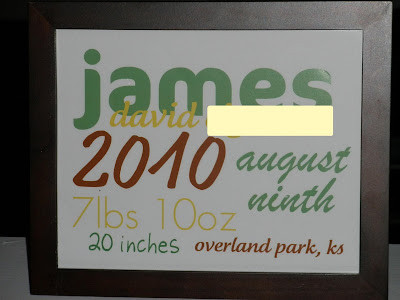 james
david
2010 august
ninth
7lbs 10oz
20 inches overland park, ks